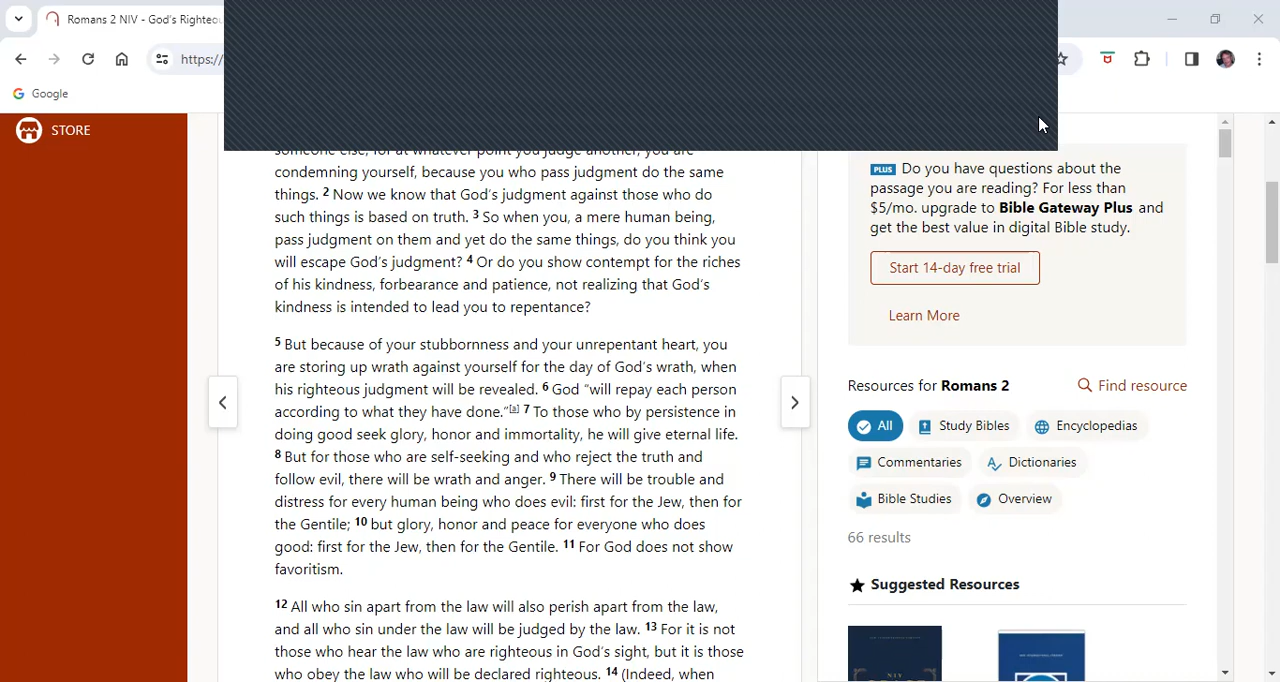 Romans 2 NIV - God's Righteou
https://
Google
STORE
someone else, for at whatever point you judge another, you are
condemning yourself, because you who pass judgment do the same
things. 2 Now we know that God's judgment against those who do
such things is based on truth. 3 So when you, a mere human being,
pass judgment on them and yet do the same things, do you think you
will escape God's judgment? 4 Or do you show contempt for the riches
of his kindness, forbearance and patience, not realizing that God's
kindness is intended to lead you to repentance?
5 But because of your stubbornness and your unrepentant heart, you
are storing up wrath against yourself for the day of God's wrath, when
his righteous judgment will be revealed. 6 God “will repay each person
according to what they have done.”[a] 7 To those who by persistence in
doing good seek glory, honor and immortality, he will give eternal life.
8 But for those who are self-seeking and who reject the truth and
follow evil, there will be wrath and anger. 9 There will be trouble and
distress for every human being who does evil: first for the Jew, then for
the Gentile; 10 but glory, honor and peace for everyone who does
good: first for the Jew, then for the Gentile. 11 For God does not show
favoritism.
12 All who sin apart from the law will also perish apart from the law,
and all who sin under the law will be judged by the law. 13 For it is not
those who hear the law who are righteous in God's sight, but it is those
who obey the law who will be declared righteous. 14 (Indeed, when
PLUS Do you have questions about the
passage you are reading? For less than
$5/mo. upgrade to Bible Gateway Plus and
get the best value in digital Bible study.
Start 14-day free trial
Learn More
Resources for Romans 2
Find resource
All
Study Bibles
Encyclopedias
Commentaries
Dictionaries
Bible Studies
Overview
66 results
Suggested Resources
NIV